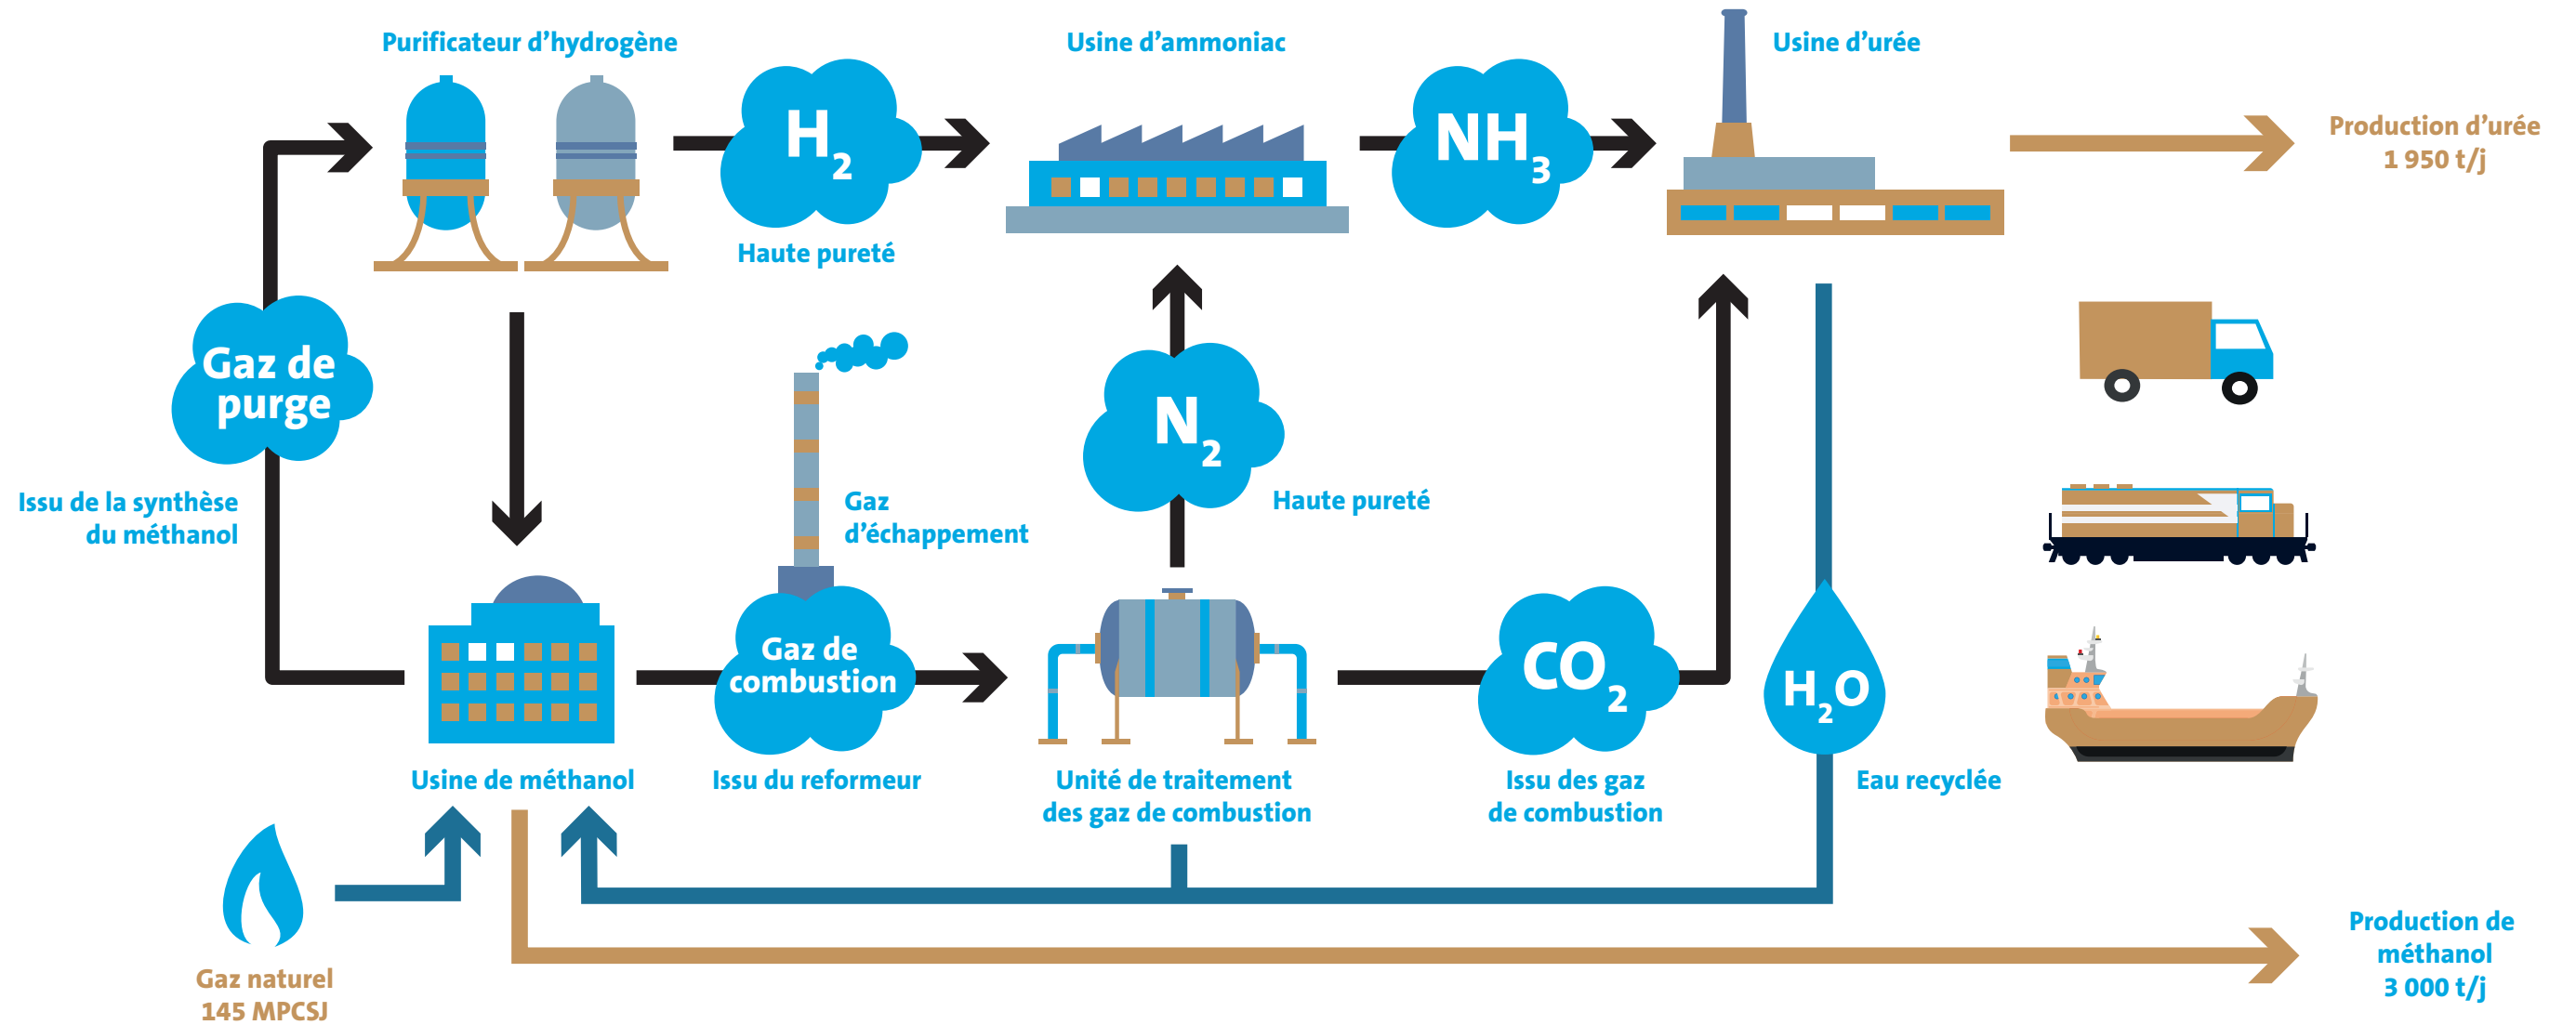 Purificateur d’hydrogène
Usine d’ammoniac
Usine d’urée
H2
NH3
Production d’urée
1 950 t/j
Haute pureté
Gaz de
purge
N2
Issu de la synthèse
du méthanol
Gaz
d’échappement
Haute pureté
Gaz de
combustion
CO2
H2O
Usine de méthanol
Issu du reformeur
Unité de traitement
des gaz de combustion
Issu des gaz
de combustion
Eau recyclée
Gaz naturel
145 MPCSJ
Production de
méthanol
3 000 t/j